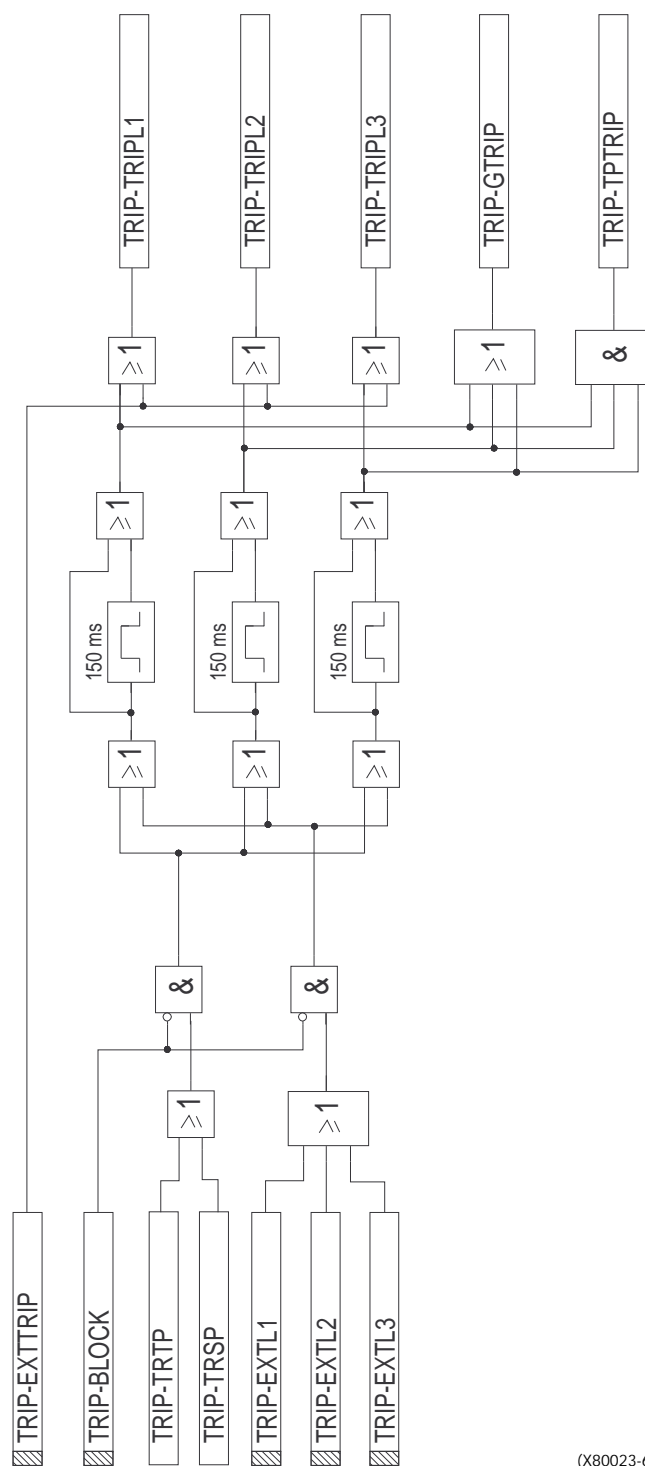 TRIP-EXTTRIP
TRIP-BLOCK
TRIP-TRTP
TRIP-TRSP
TRIP-EXTL1
TRIP-EXTL2
TRIP-EXTL3
≥1
≥1
&
&
≥1
≥1
≥1
150 ms
150 ms
150 ms
≥1
≥1
≥1
≥1
≥1
≥1
≥1
&
TRIP-TRIPL1
TRIP-TRIPL2
TRIP-TRIPL3
TRIP-GTRIP
TRIP-TPTRIP
(X80023-6